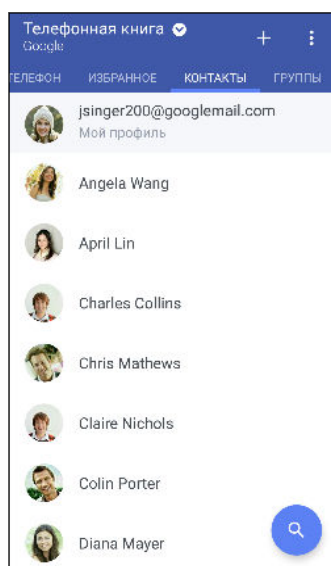 Телефонная книга
Google
ТЕЛЕФОН ИЗБРАННОЕ КОНТАКТЫ ГРУППЫ
jsinger200@googlemail.com
Мой профиль
Angela Wang
April Lin
Charles Collins
Chris Mathews
Claire Nichols
Colin Porter
Diana Mayer